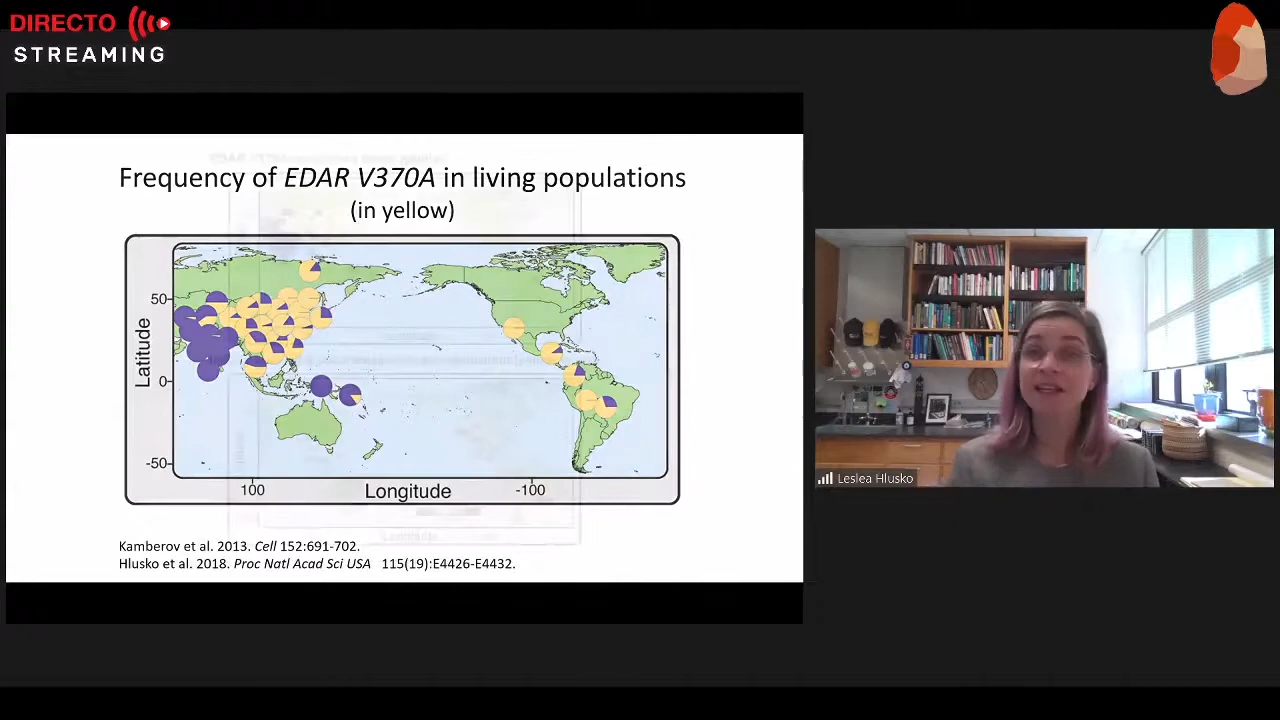 DIRECTO
STREAMING
Frequency of EDAR V370A in living populations
(in yellow)
50
0
-50
Latitude
100
Longitude
-100
Kamberov et al. 2013. Cell 152:691-702.
Hlusko et al. 2018. Proc Natl Acad Sci USA 115(19):E4426-E4432.
Leslea Hlusko